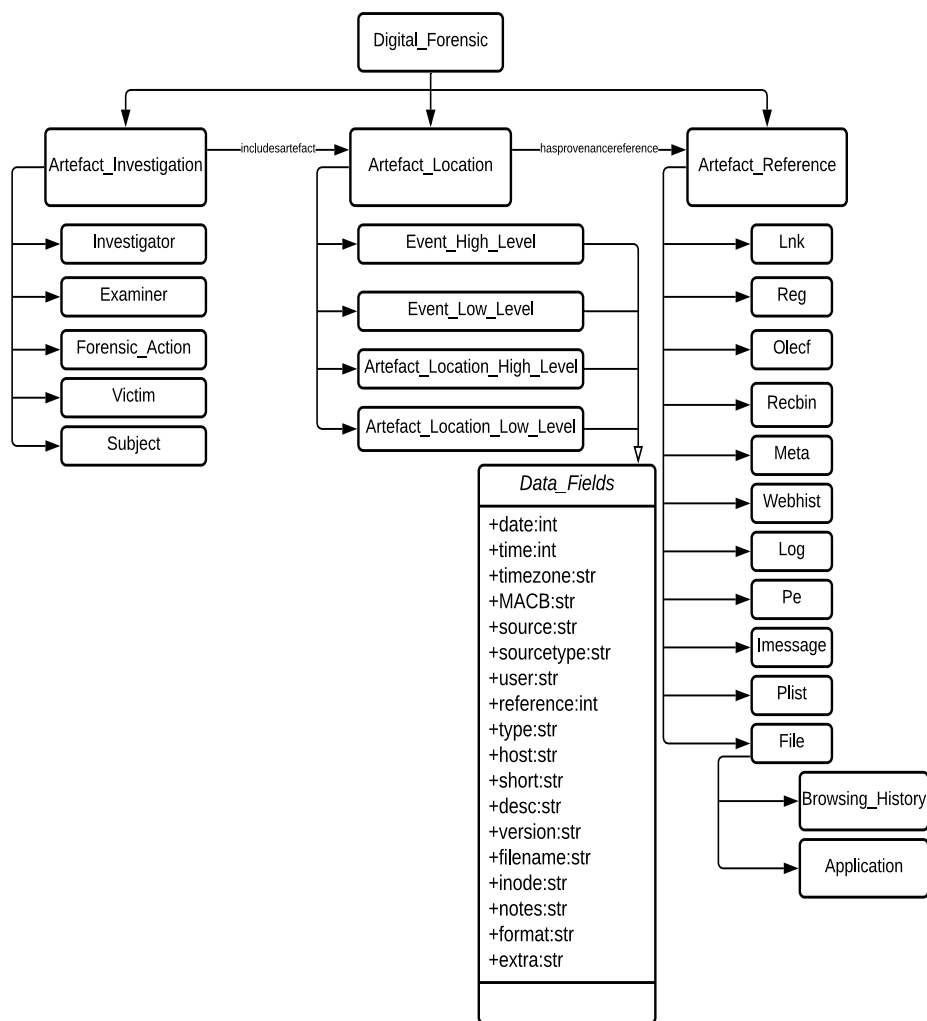 Digital_Forensic
Artefact_Investigation
includesartefact
Artefact_Location
hasprovenancereference
Artefact_Reference
Investigator
Examiner
Forensic_Action
Victim
Subject
Event_High_Level
Event_Low_Level
Artefact_Location_High_Level
Artefact_Location_Low_Level
Data_Fields
+date:int
+time:int
+timezone:str
+MACB:str
+source:str
+sourcetype:str
+user:str
+reference:int
+type:str
+host:str
+short:str
+desc:str
+version:str
+filename:str
+inode:str
+notes:str
+format:str
+extra:str
Lnk
Reg
Olecf
Recbin
Meta
Webhist
Log
Pe
Imessage
Plist
File
Browsing_History
Application